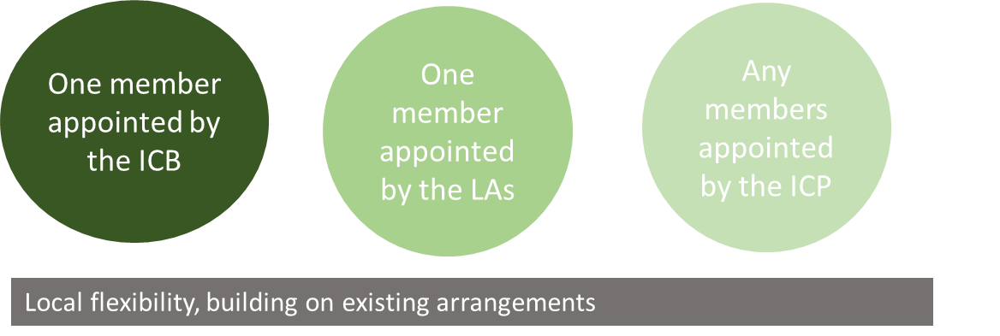 One member
appointed by
the ICB
One
member
appointed
by the LAs
Any
members
appointed
by the ICP
Local flexibility, building on existing arrangements